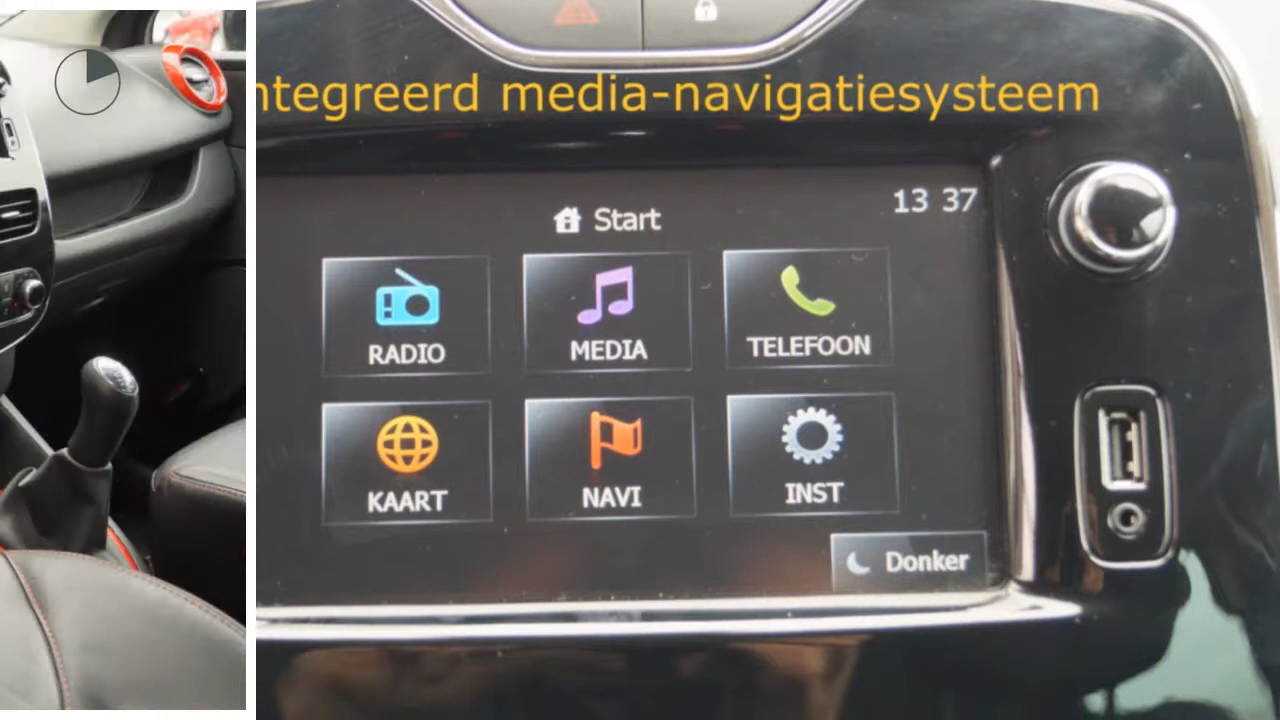 ntegreerd media-navigatiesysteem
Start
13 37
RADIO
MEDIA
TELEFOON
KAART
NAVI
INST
Donker